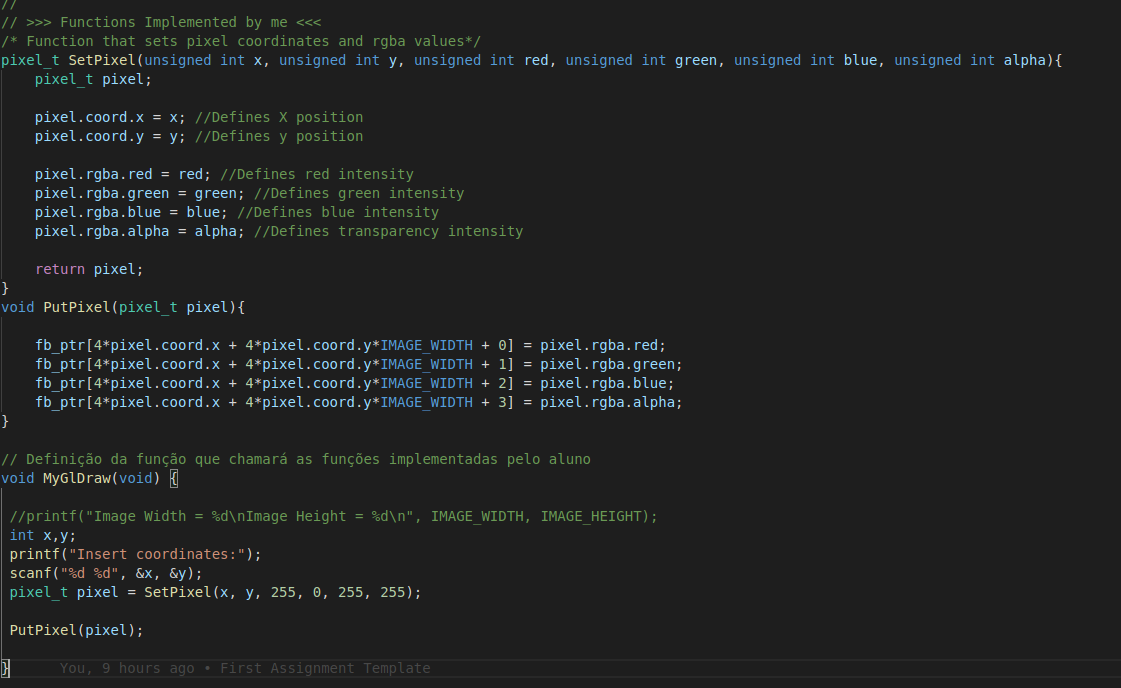 //
// >>> Functions Implemented by me <<<
/* Function that sets pixel coordinates and rgba values*/
pixel_t SetPixel(unsigned int x, unsigned int y, unsigned int red, unsigned int green, unsigned int blue, unsigned int alpha){
    pixel_t pixel;

    pixel.coord.x = x; //Defines X position
    pixel.coord.y = y; //Defines y position

    pixel.rgba.red = red; //Defines red intensity
    pixel.rgba.green = green; //Defines green intensity
    pixel.rgba.blue = blue; //Defines blue intensity
    pixel.rgba.alpha = alpha; //Defines transparency intensity

    return pixel;
}
void PutPixel(pixel_t pixel){

    fb_ptr[4*pixel.coord.x + 4*pixel.coord.y*IMAGE_WIDTH + 0] = pixel.rgba.red;
    fb_ptr[4*pixel.coord.x + 4*pixel.coord.y*IMAGE_WIDTH + 1] = pixel.rgba.green;
    fb_ptr[4*pixel.coord.x + 4*pixel.coord.y*IMAGE_WIDTH + 2] = pixel.rgba.blue;
    fb_ptr[4*pixel.coord.x + 4*pixel.coord.y*IMAGE_WIDTH + 3] = pixel.rgba.alpha;
}

// Definição da função que chamará as funções implementadas pelo aluno
void MyGlDraw(void) {

 //printf("Image Width = %d\nImage Height = %d\n", IMAGE_WIDTH, IMAGE_HEIGHT);
 int x,y;
 printf("Insert coordinates:");
 scanf("%d %d", &x, &y);
 pixel_t pixel = SetPixel(x, y, 255, 0, 255, 255);

 PutPixel(pixel);

}      You, 9 hours ago • First Assignment Template